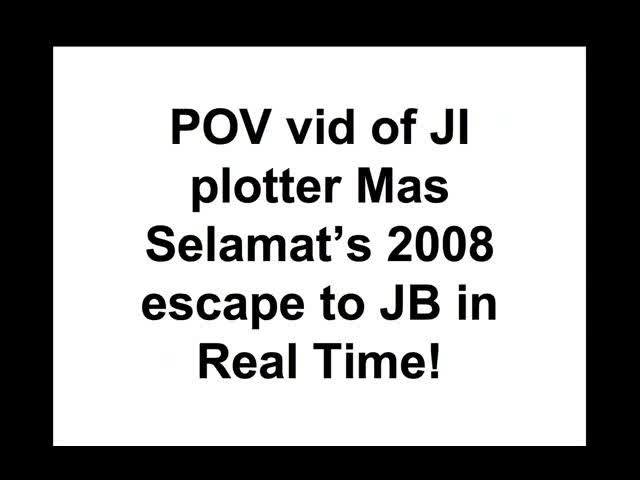 POV vid of JI
plotter Mas
Selamat’s 2008
escape to JB in
Real Time!